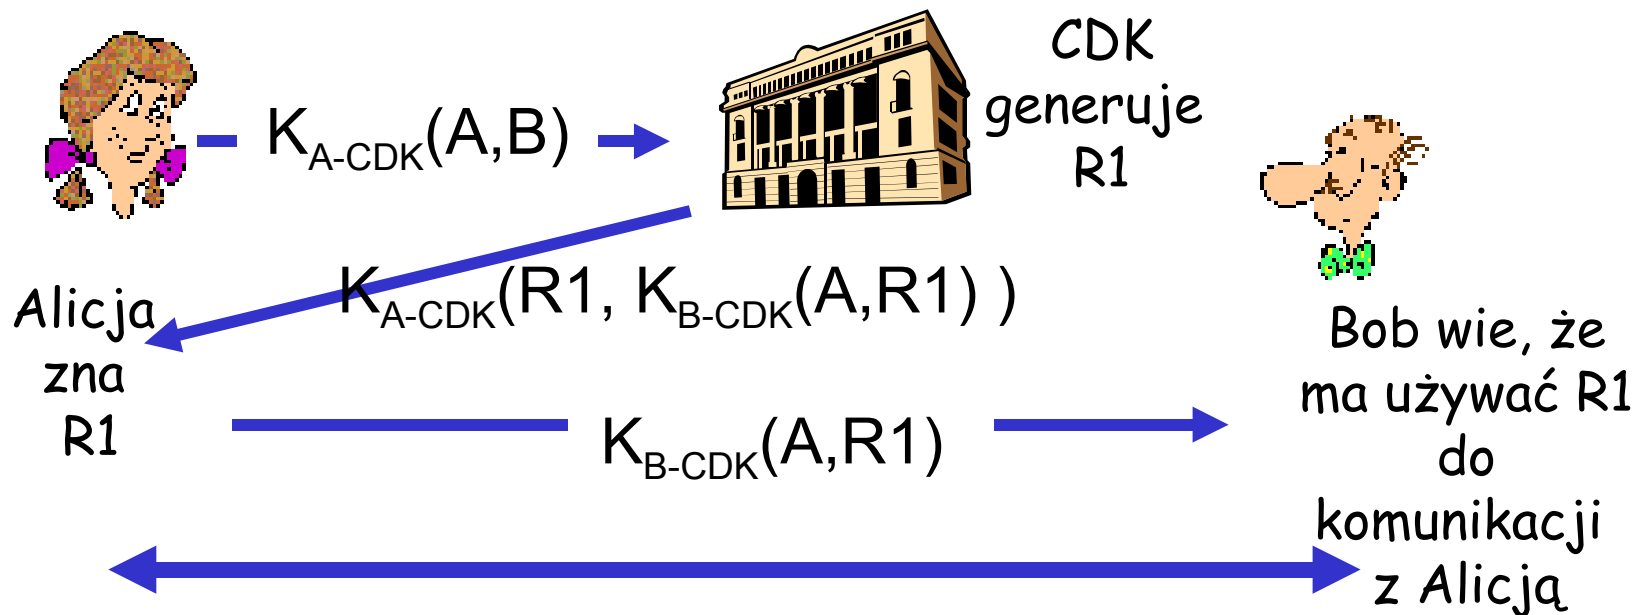 CDK
generuje
R1
K_A-CDK(A,B)
K_A-CDK(R1, K_B-CDK(A,R1) )
Alicja
zna
R1
K_B-CDK(A,R1)
Bob wie, że
ma używać R1
do
komunikacji
z Alicją